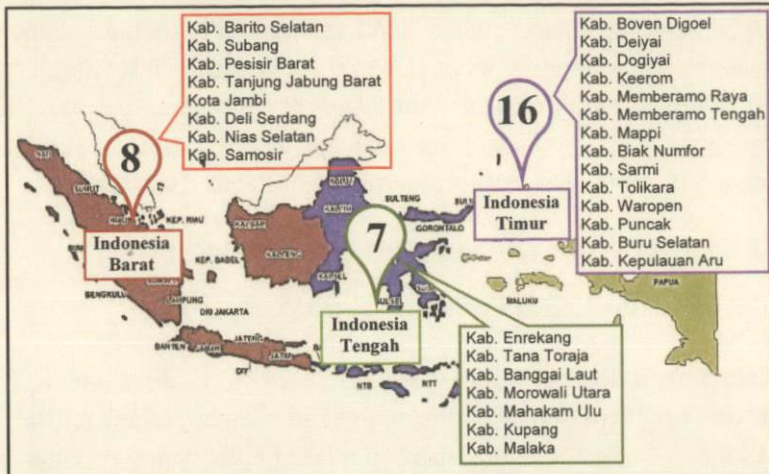 Kab. Barito Selatan
Kab. Subang
Kab. Pesisir Barat
Kab. Tanjung Jabung Barat
Kota Jambi
Kab. Deli Serdang
Kab. Nias Selatan
Kab. Samosir
8
Indonesia
Barat
16
Indonesia
Timur
Kab. Boven Digoel
Kab. Deiyai
Kab. Dogiyai
Kab. Keerom
Kab. Memberamo Raya
Kab. Memberamo Tengah
Kab. Mappi
Kab. Biak Numfor
Kab. Sarmi
Kab. Tolikara
Kab. Waropen
Kab. Puncak
Kab. Buru Selatan
Kab. Kepulauan Aru
7
Indonesia
Tengah
Kab. Enrekang
Kab. Tana Toraja
Kab. Banggai Laut
Kab. Morowali Utara
Kab. Mahakam Ulu
Kab. Kupang
Kab. Malaka
SUMUT
KEP. RIAU
KALBAR
KALTENG
KALTIM
KALSEL
SULTENG
GORONTALO
KEP. BABEL
BENGKULU
LAMPUNG
DKI JAKARTA
BANTEN
JABAR
JATENG
JATIM
DIY
NTB
NTT
MALUKU
PAPUA